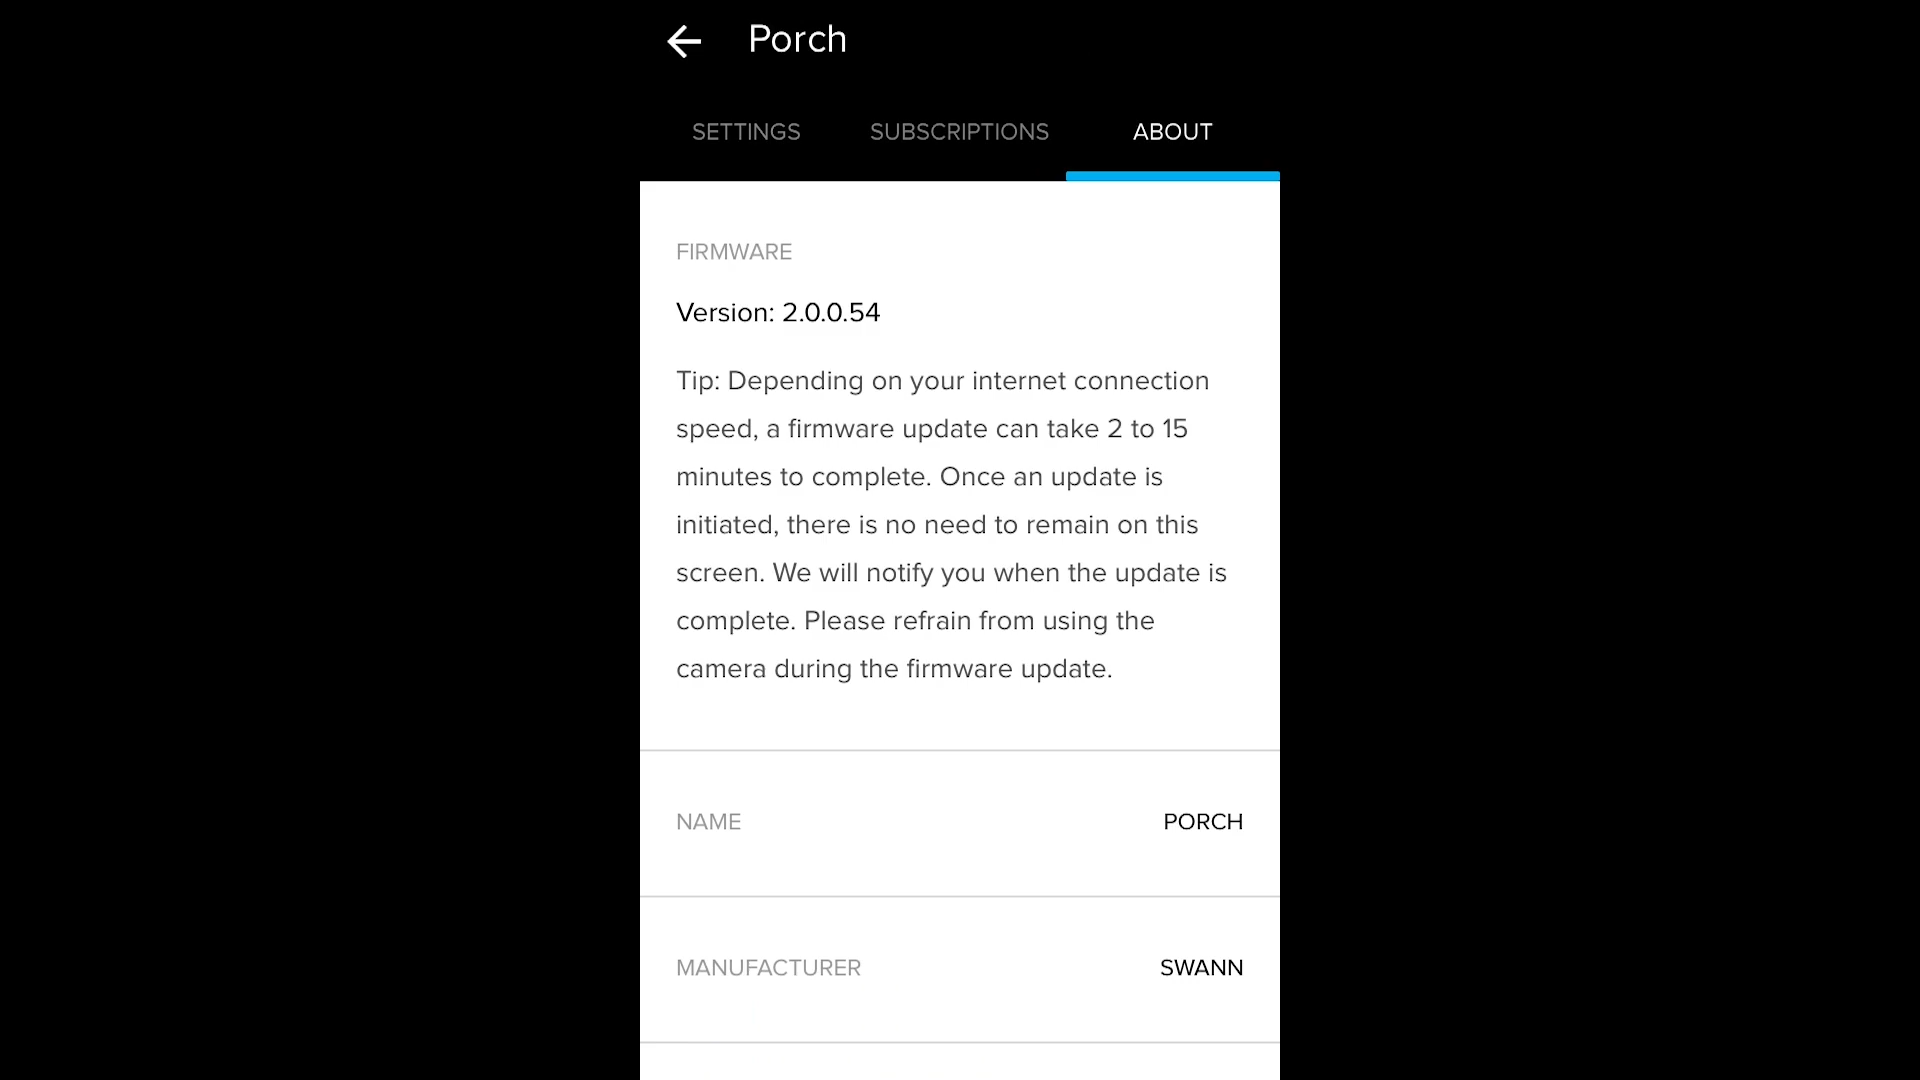 Porch
SETTINGS SUBSCRIPTIONS ABOUT
FIRMWARE
Version: 2.0.0.54
Tip: Depending on your internet connection
speed, a firmware update can take 2 to 15
minutes to complete. Once an update is
initiated, there is no need to remain on this
screen. We will notify you when the update is
complete. Please refrain from using the
camera during the firmware update.
NAME PORCH
MANUFACTURER SWANN